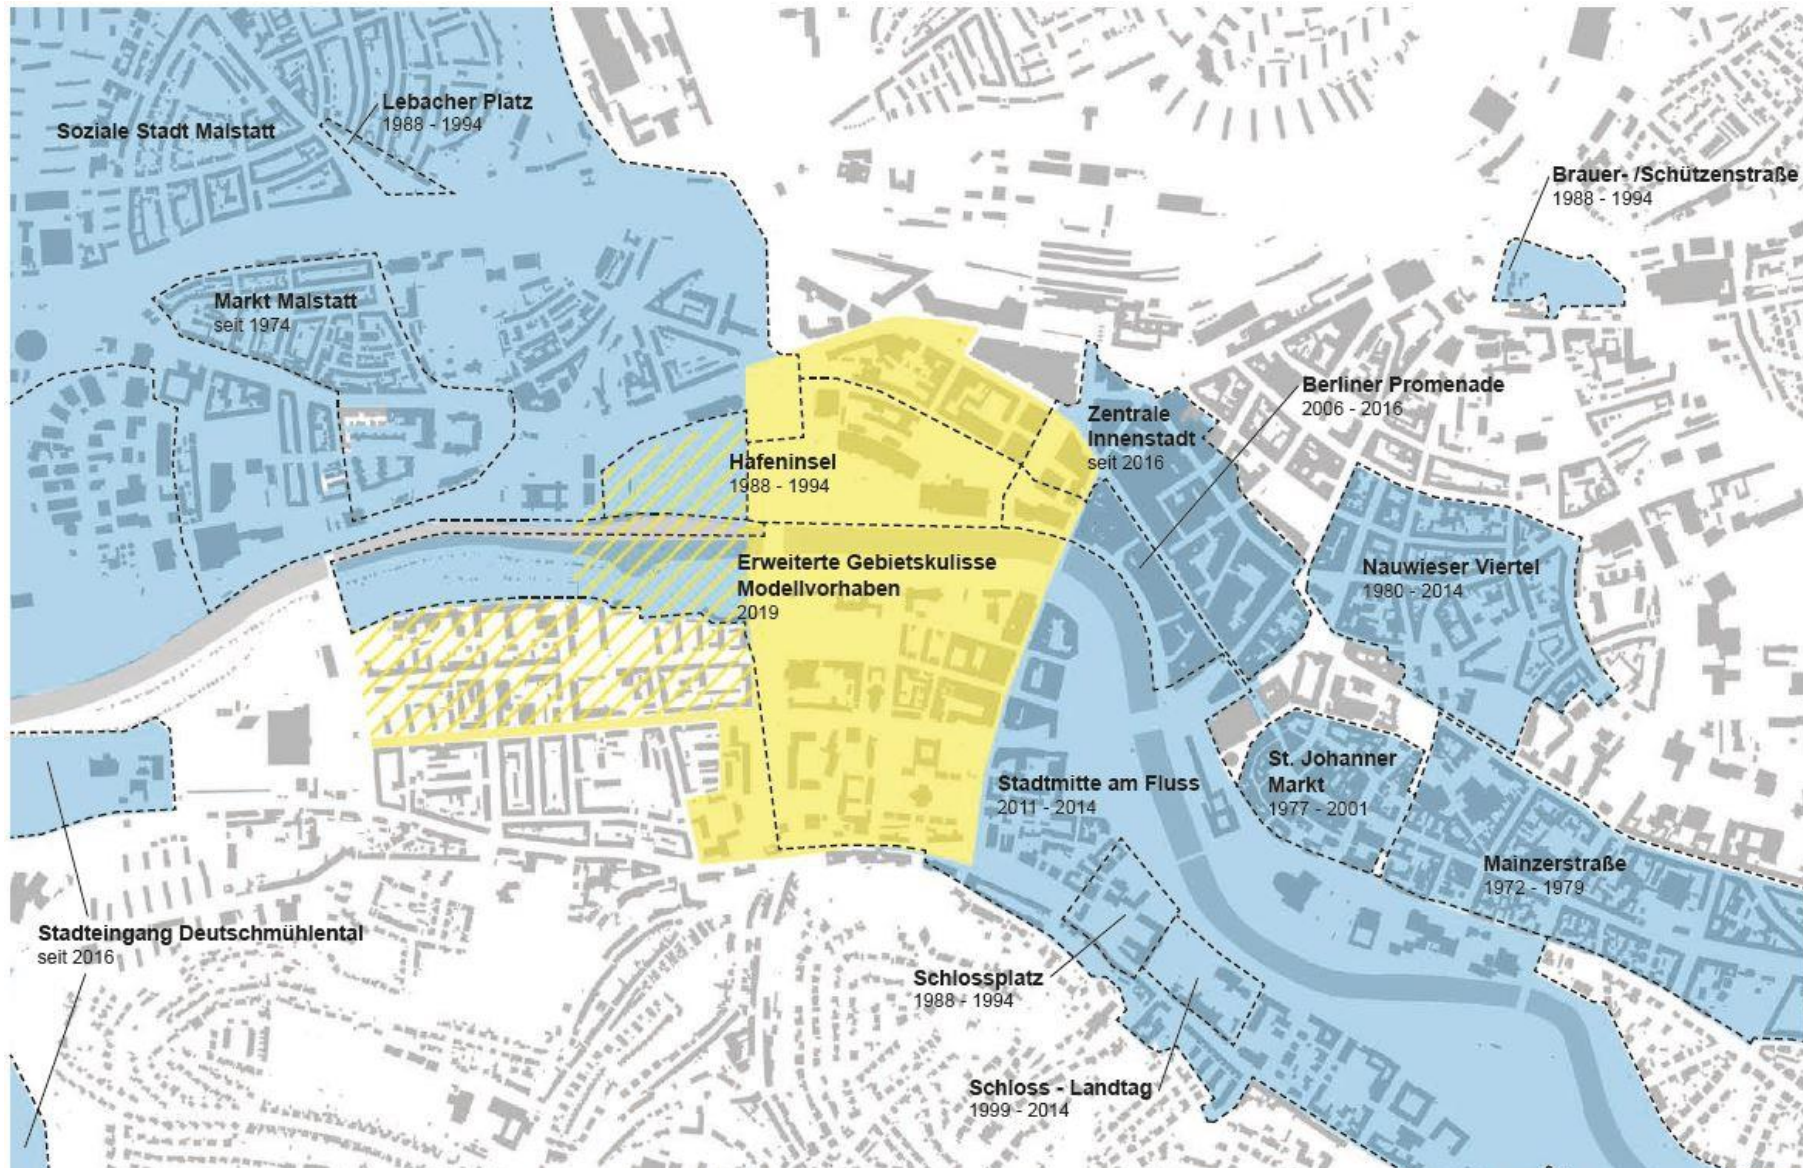 Lebacher Platz
1988 - 1994
Soziale Stadt Malstatt
Brauer- /Schützenstraße
1988 - 1994
Markt Malstatt
seit 1974
Berliner Promenade
2006 - 2016
Zentrale
Innenstadt
seit 2016
Hafeninsel
1988 - 1994
Erweiterte Gebietskulisse
Modellvorhaben
2019
Nauwieser Viertel
1980 - 2014
St. Johanner
Markt
1977 - 2001
Stadtmitte am Fluss
2011 - 2014
Mainzerstraße
1972 - 1979
Stadteingang Deutschmühlental
seit 2016
Schlossplatz
1988 - 1994
Schloss - Landtag
1999 - 2014